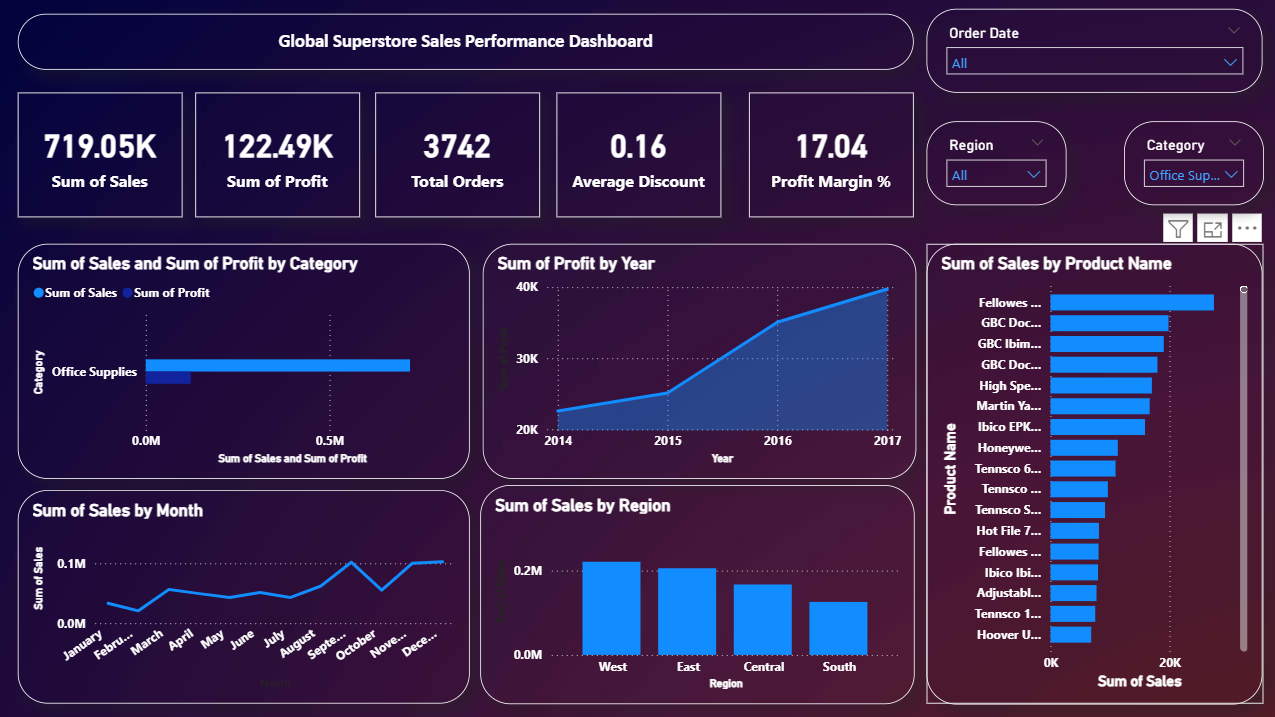 Global Superstore Sales Performance Dashboard
Order Date
All
719.05K
Sum of Sales
122.49K
Sum of Profit
3742
Total Orders
0.16
Average Discount
17.04
Profit Margin %
Region
All
Category
Office Sup...
Sum of Sales and Sum of Profit by Category
Sum of Sales Sum of Profit
Category
Office Supplies
0.0M 0.5M
Sum of Sales and Sum of Profit
Sum of Profit by Year
Sum of Profit
40K
30K
20K
2014 2015 2016 2017
Year
Sum of Sales by Month
Sum of Sales
0.1M
0.0M
January Febru... March April May June July August Septe... October Nove... Dece...
Month
Sum of Sales by Region
0.2M
0.0M
West East Central South
Region
Sum of Sales by Product Name
Product Name
Fellowes ...
GBC Doc...
GBC Ibim...
GBC Doc...
High Spe...
Martin Ya...
Ibico EPK...
Honeywe...
Tennsco 6...
Tennsco ...
Tennsco S...
Hot File 7...
Fellowes ...
Ibico Ibi...
Adjustabl...
Tennsco 1...
Hoover U...
0K 20K
Sum of Sales